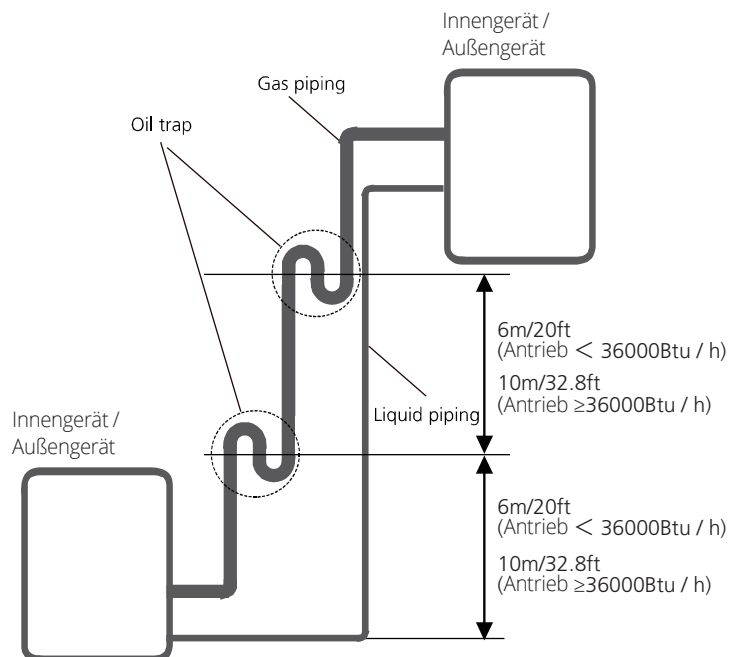 Innengerät /
Außengerät
Gas piping
Oil trap
6m/20ft
(Antrieb < 36000Btu / h)
10m/32.8ft
(Antrieb ≥36000Btu / h)
Liquid piping
Innengerät /
Außengerät
6m/20ft
(Antrieb < 36000Btu / h)
10m/32.8ft
(Antrieb ≥36000Btu / h)